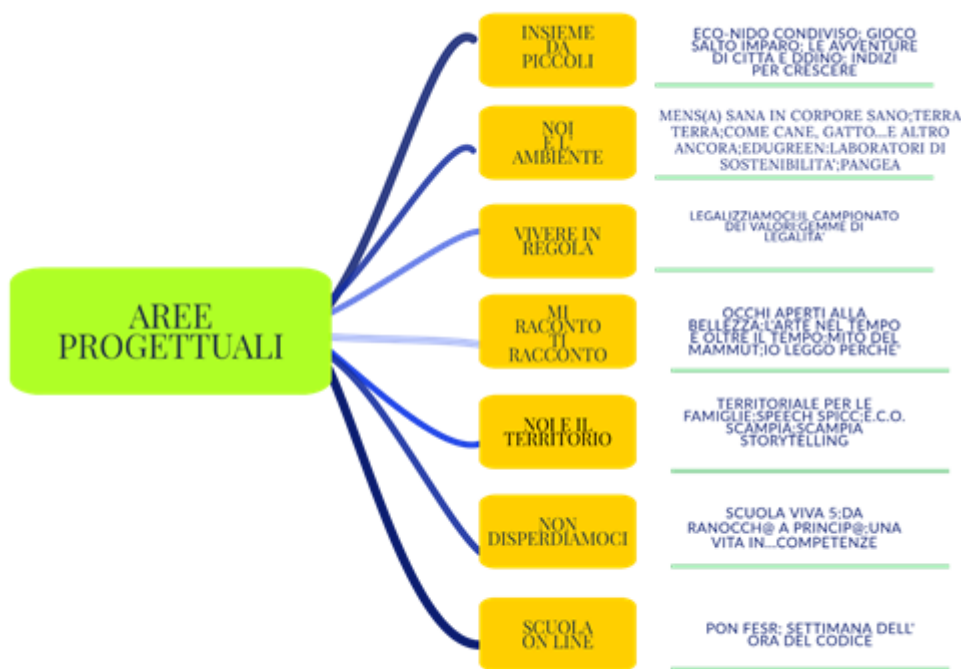 AREE
PROGETTUALI
INSIEME
DA
PICCOLI
ECO-NIDO CONDIVISO; GIOCO
SALTO IMPARO; LE AVVENTURE
DI CITTA E DDINO; INDIZI
PER CRESCERE
NOI
E L'
AMBIENTE
MENS(A) SANA IN CORPORE SANO;TERRA
TERRA;COME CANE, GATTO...E ALTRO
ANCORA;EDUGREEN:LABORATORI DI
SOSTENIBILITA';PANGEA
VIVERE IN
REGOLA
LEGALIZZIAMOCI:IL CAMPIONATO
DEI VALORI:GEMME DI
LEGALITA'
MI
RACONTO
TI
RACCONTO
OCCHI APERTI ALLA
BELLEZZA;L'ARTE NEL TEMPO
E OLTRE IL TEMPO;MITO DEL
MAMMUT;IO LEGGO PERCHE'
NOI E IL
TERRITORIO
TERRITORIALE PER LE
FAMIGLIE;SPEECH SPICC;E.C.O.
SCAMPIA;SCAMPIA
STORYTELLING
NON
DISPERDIAMOCI
SCUOLA VIVA 5;DA
RANOCCH@ A PRINCIP@;UNA
VITA IN...COMPETENZE
SCUOLA
ON LINE
PON FESR; SETTIMANA DELL'
ORA DEL CODICE